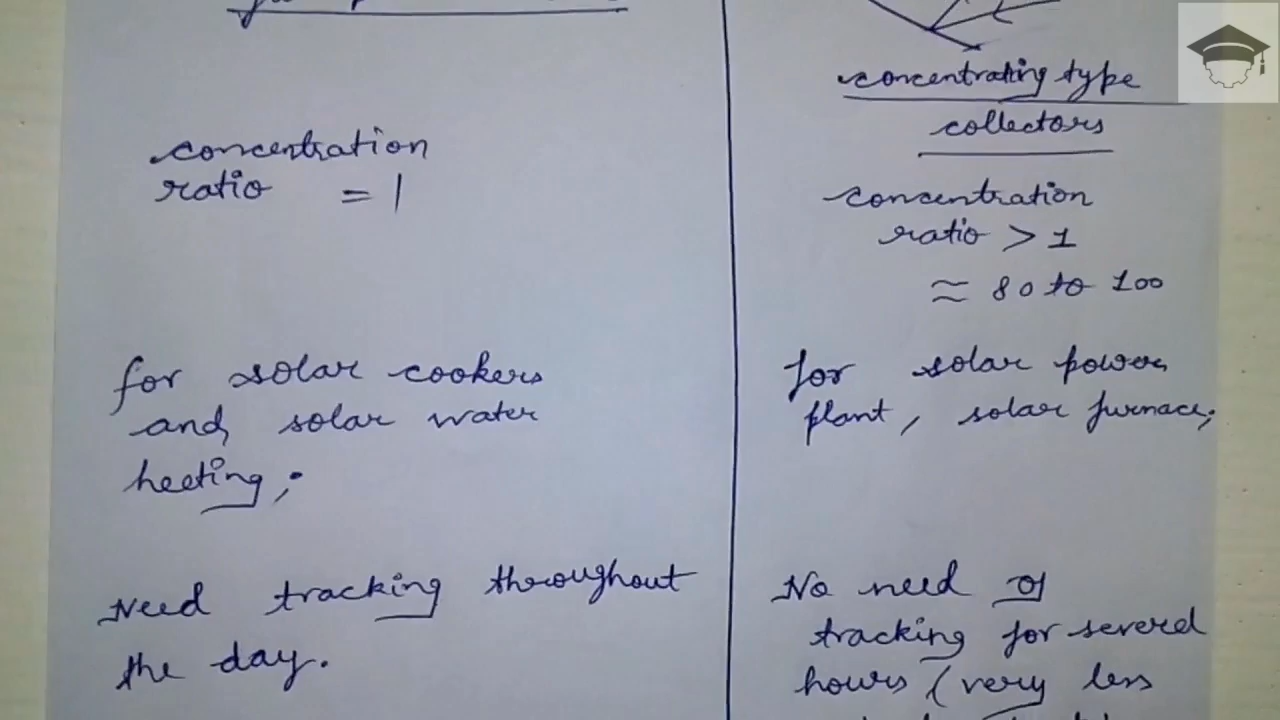 concentration
ratio = 1
for solar cookers
and solar water
heeting;
Need tracking throughout
the day.
concentrating type
collectors
concentration
ratio > 1
≈ 80 to 100
for solar power
plant, solar furnace;
No need of
tracking for several
hours (very less